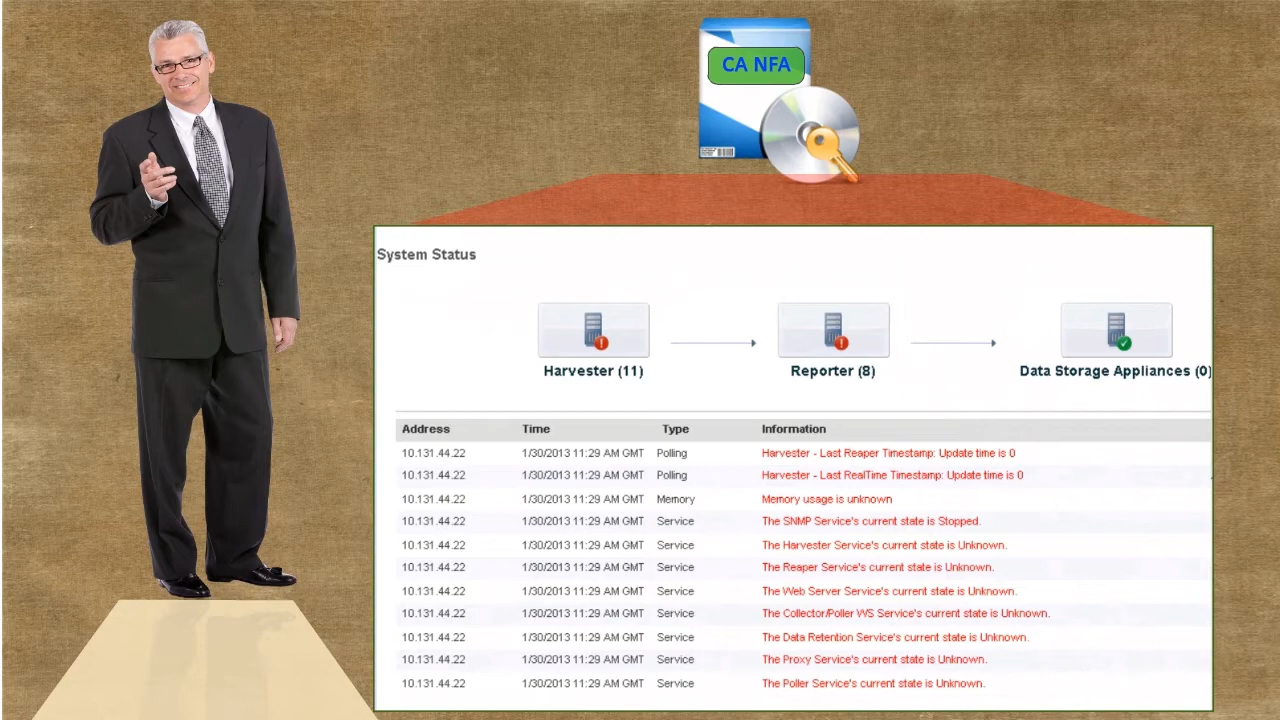 CA NFA
System Status
Harvester (11) Reporter (8) Data Storage Appliances (0)
Address Time Type Information
10.131.44.22 1/30/2013 11:29 AM GMT Polling Harvester - Last Reaper Timestamp: Update time is 0
10.131.44.22 1/30/2013 11:29 AM GMT Polling Harvester - Last RealTime Timestamp: Update time is 0
10.131.44.22 1/30/2013 11:29 AM GMT Memory Memory usage is unknown
10.131.44.22 1/30/2013 11:29 AM GMT Service The SNMP Service's current state is Stopped.
10.131.44.22 1/30/2013 11:29 AM GMT Service The Harvester Service's current state is Unknown.
10.131.44.22 1/30/2013 11:29 AM GMT Service The Reaper Service's current state is Unknown.
10.131.44.22 1/30/2013 11:29 AM GMT Service The Web Server Service's current state is Unknown.
10.131.44.22 1/30/2013 11:29 AM GMT Service The Collector/Poller WS Service's current state is Unknown.
10.131.44.22 1/30/2013 11:29 AM GMT Service The Data Retention Service's current state is Unknown.
10.131.44.22 1/30/2013 11:29 AM GMT Service The Proxy Service's current state is Unknown.
10.131.44.22 1/30/2013 11:29 AM GMT Service The Poller Service's current state is Unknown.